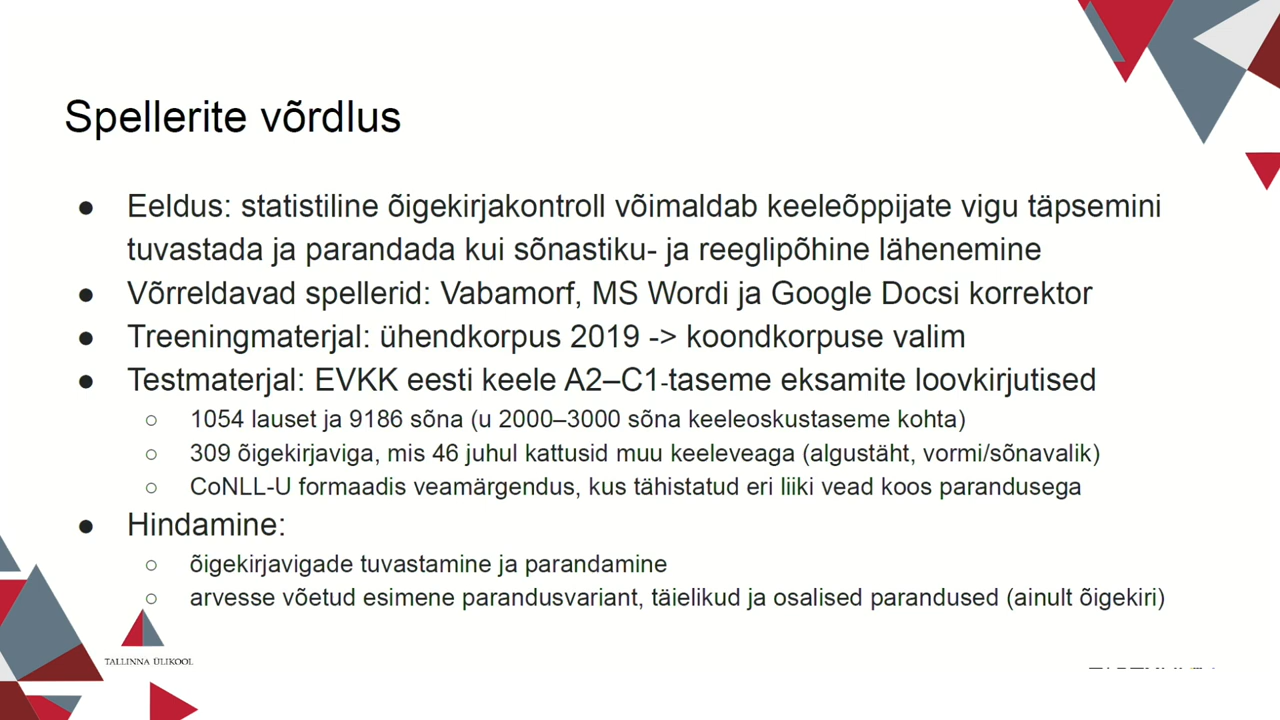 Spellerite võrdlus
● Eeldus: statistiline õigekirjakontroll võimaldab keeleõppijate vigu täpsemini
tuvastada ja parandada kui sõnastiku- ja reeglipõhine lähenemine
● Võrreldavad spellerid: Vabamorf, MS Wordi ja Google Docsi korrektor
● Treeningmaterjal: ühendkorpus 2019 -> koondkorpuse valim
● Testmaterjal: EVKK eesti keele A2–C1-taseme eksamite loovkirjutised
○ 1054 lauset ja 9186 sõna (u 2000–3000 sõna keeleoskustaseme kohta)
○ 309 õigekirjaviga, mis 46 juhul kattusid muu keeleveaga (algustäht, vormi/sõnavalik)
○ CoNLL-U formaadis veamärgendus, kus tähistatud eri liiki vead koos parandusega
● Hindamine:
○ õigekirjavigade tuvastamine ja parandamine
○ arvesse võetud esimene parandusvariant, täielikud ja osalised parandused (ainult õigekiri)
TALLINNA ÜLIKOOL